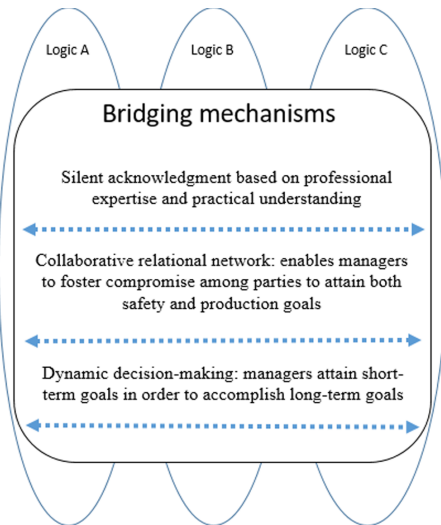 Logic A
Logic B
Logic C
Bridging mechanisms
Silent acknowledgment based on professional
expertise and practical understanding
Collaborative relational network: enables managers
to foster compromise among parties to attain both
safety and production goals
Dynamic decision-making: managers attain short-
term goals in order to accomplish long-term goals